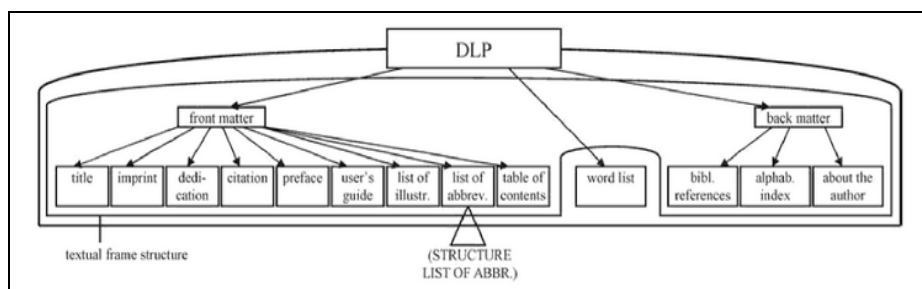 DLP
front matter
back matter
title
imprint
dedi-
cation
citation
preface
user's
guide
list of
illustr.
list of
abbrev.
table of
contents
word list
bibl.
references
alphab.
index
about the
author
textual frame structure
(STRUCTURE
LIST OF ABBR.)